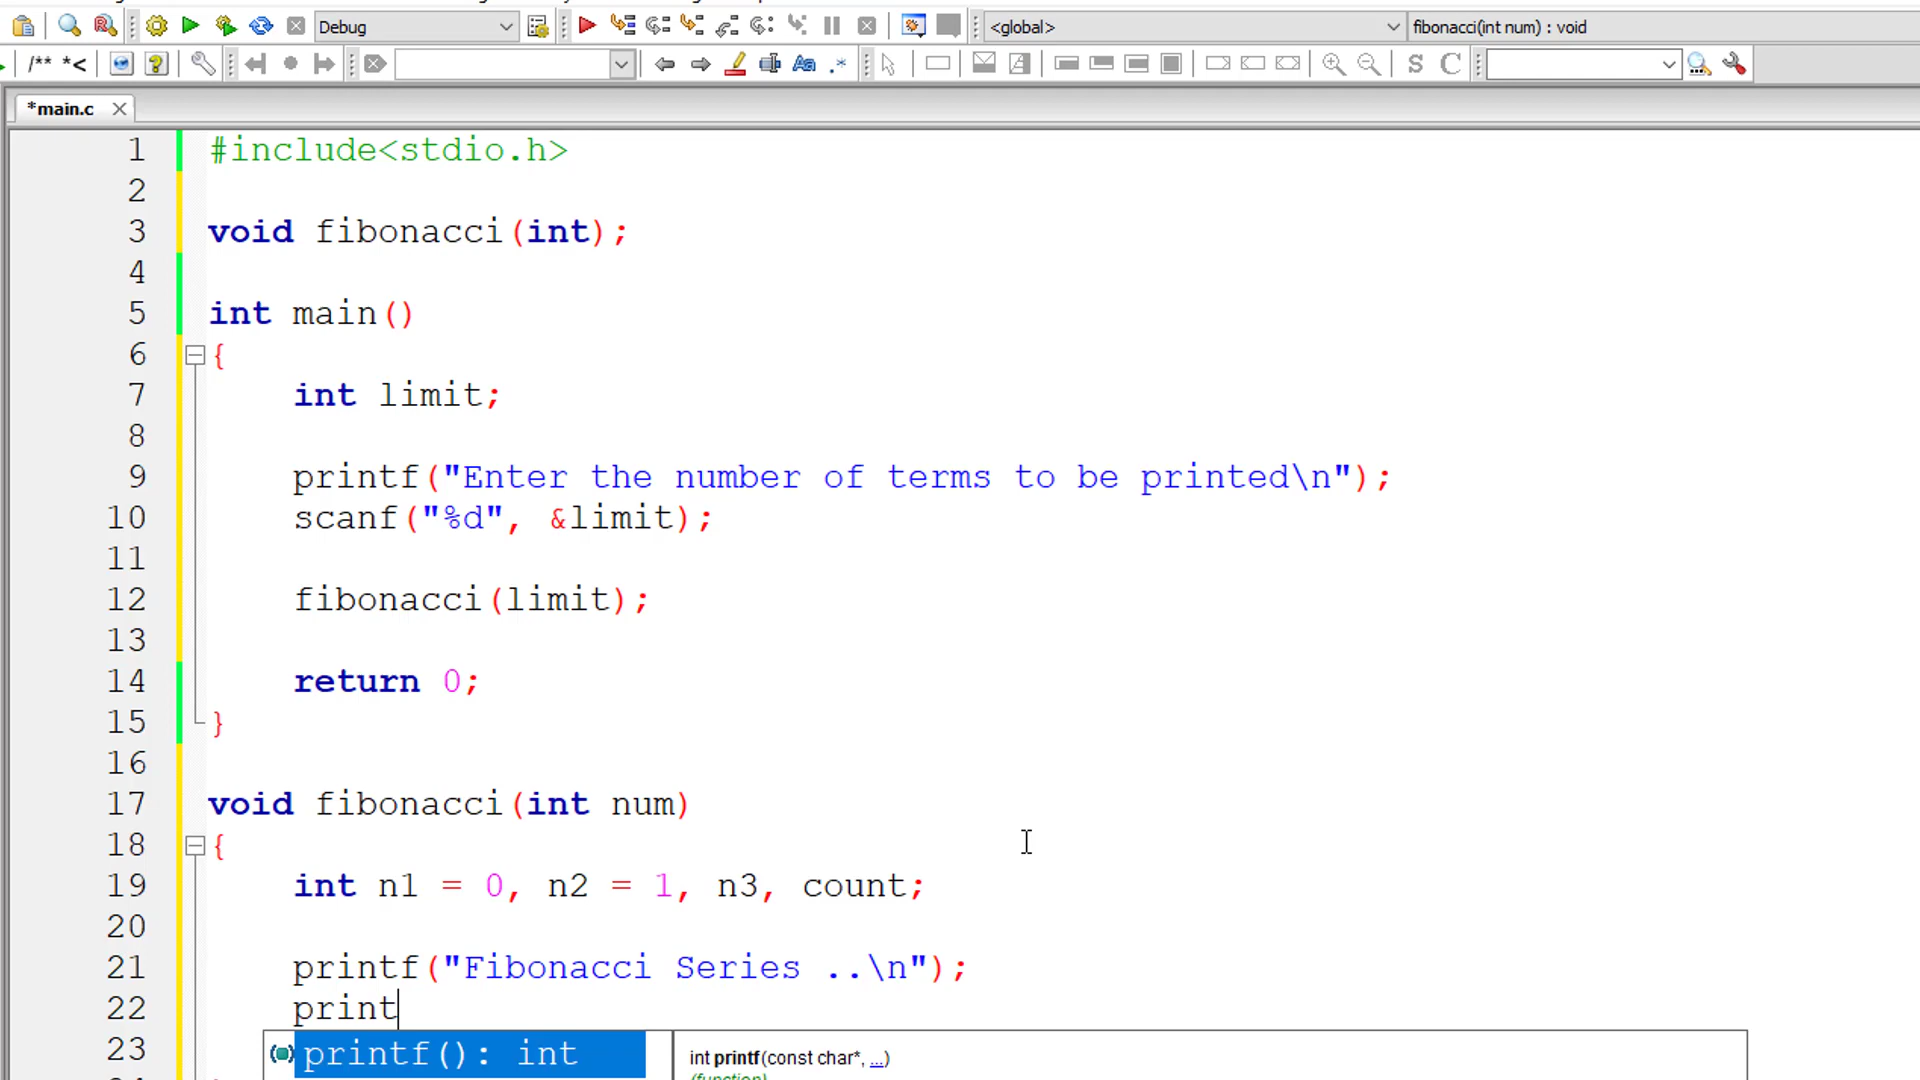 Debug
<global>
fibonacci(int num) : void
/** *<
S C
*main.c
1 #include<stdio.h>
2
3 void fibonacci(int);
4
5 int main()
6 {
7 int limit;
8
9 printf("Enter the number of terms to be printed\n");
10 scanf("%d", &limit);
11
12 fibonacci(limit);
13
14 return 0;
15 }
16
17 void fibonacci(int num)
18 {
19 int n1 = 0, n2 = 1, n3, count;
20
21 printf("Fibonacci Series ..\n");
22 print
23
printf(): int
int printf(const char*, ...)
(function)